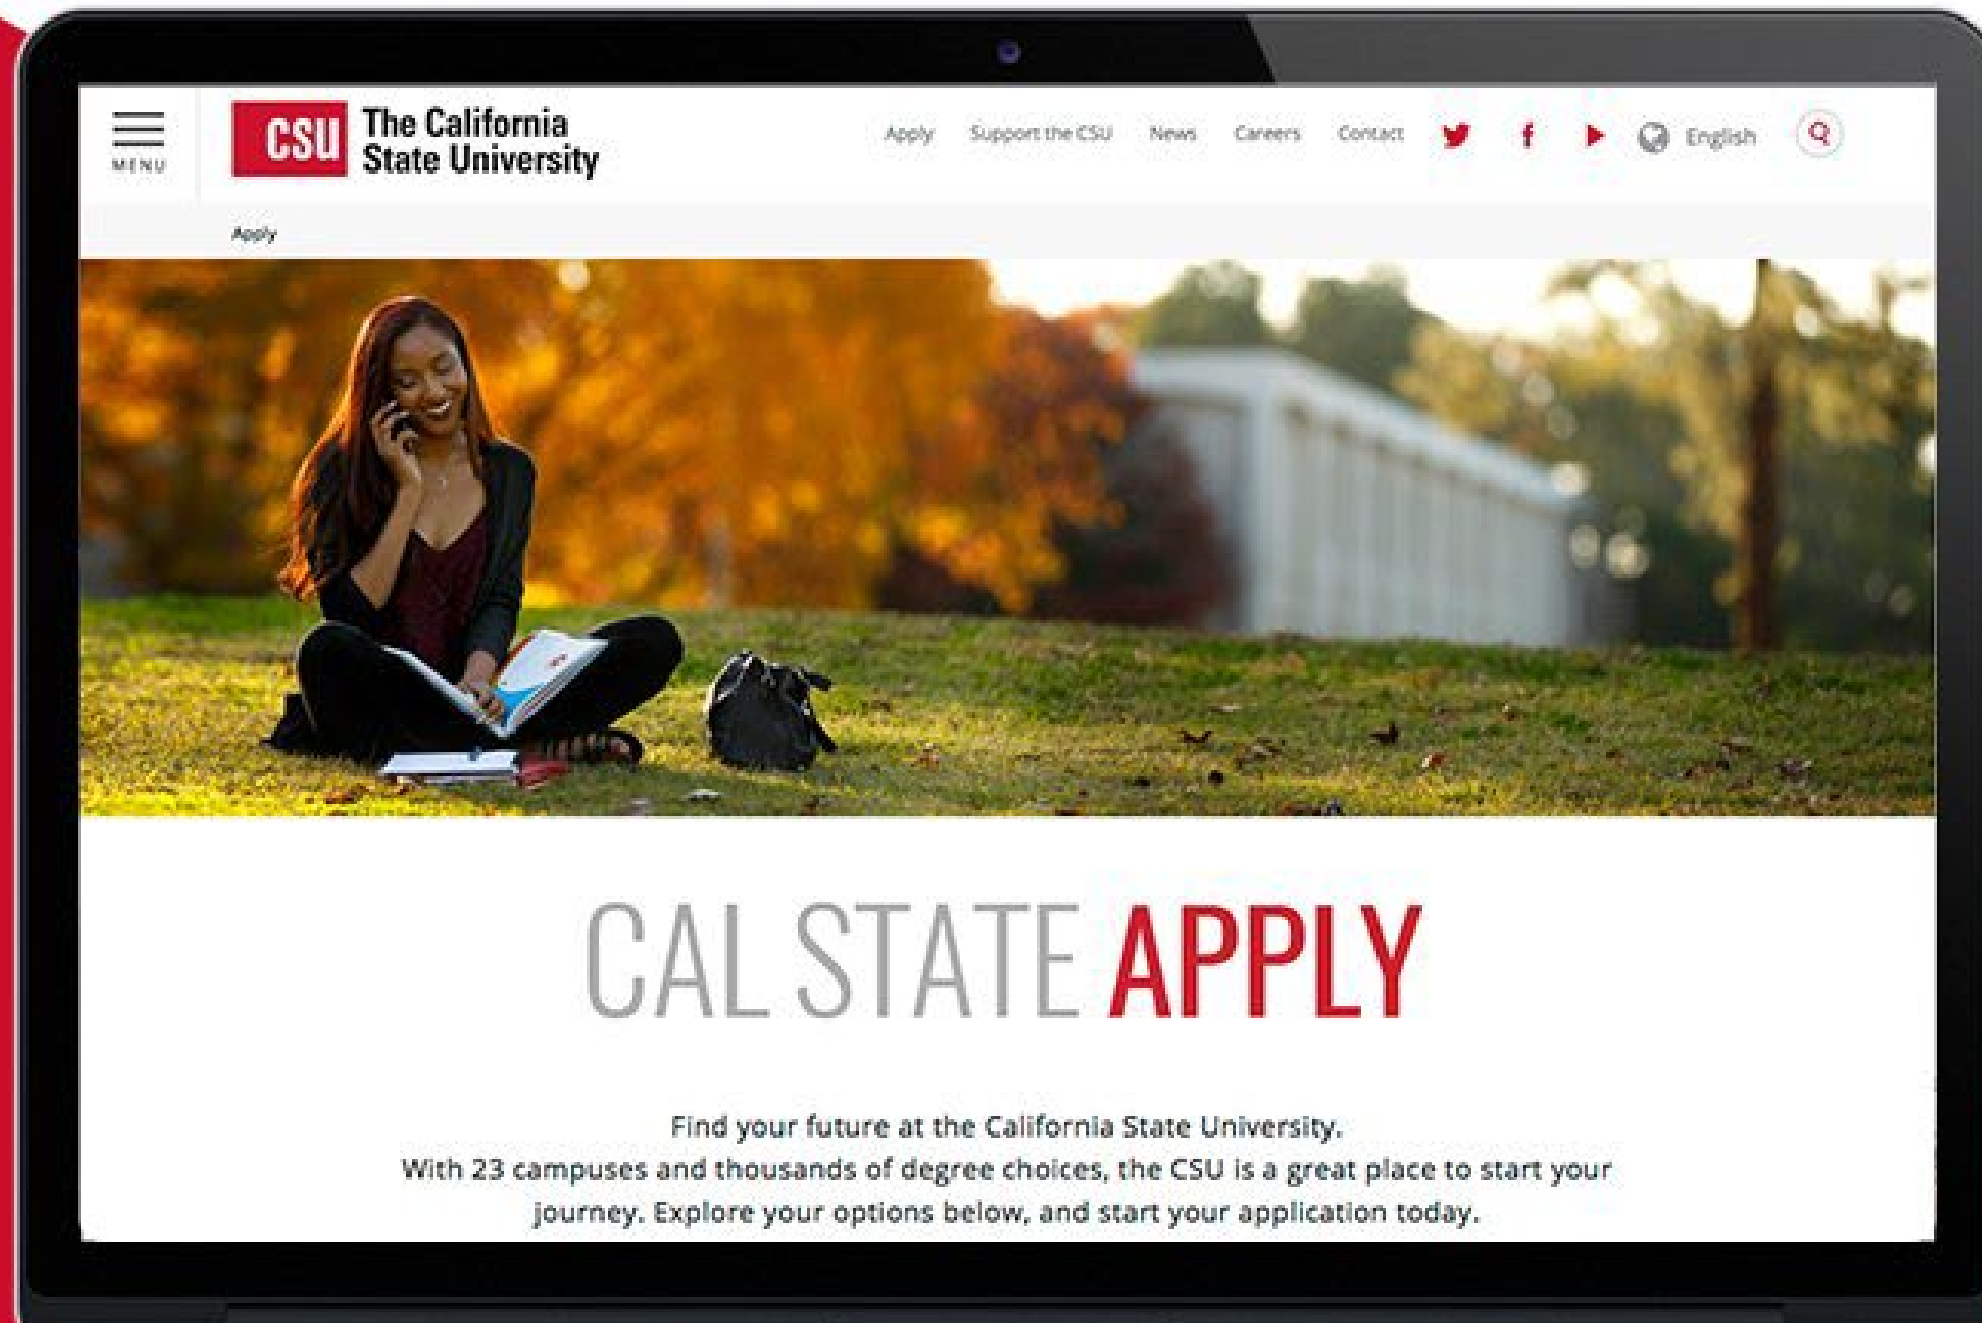 MENU
CSU
The California
State University
Apply
Support the CSU
News
Careers
Contact
English
Apply
CAL STATE APPLY
Find your future at the California State University.
With 23 campuses and thousands of degree choices, the CSU is a great place to start your
journey. Explore your options below, and start your application today.